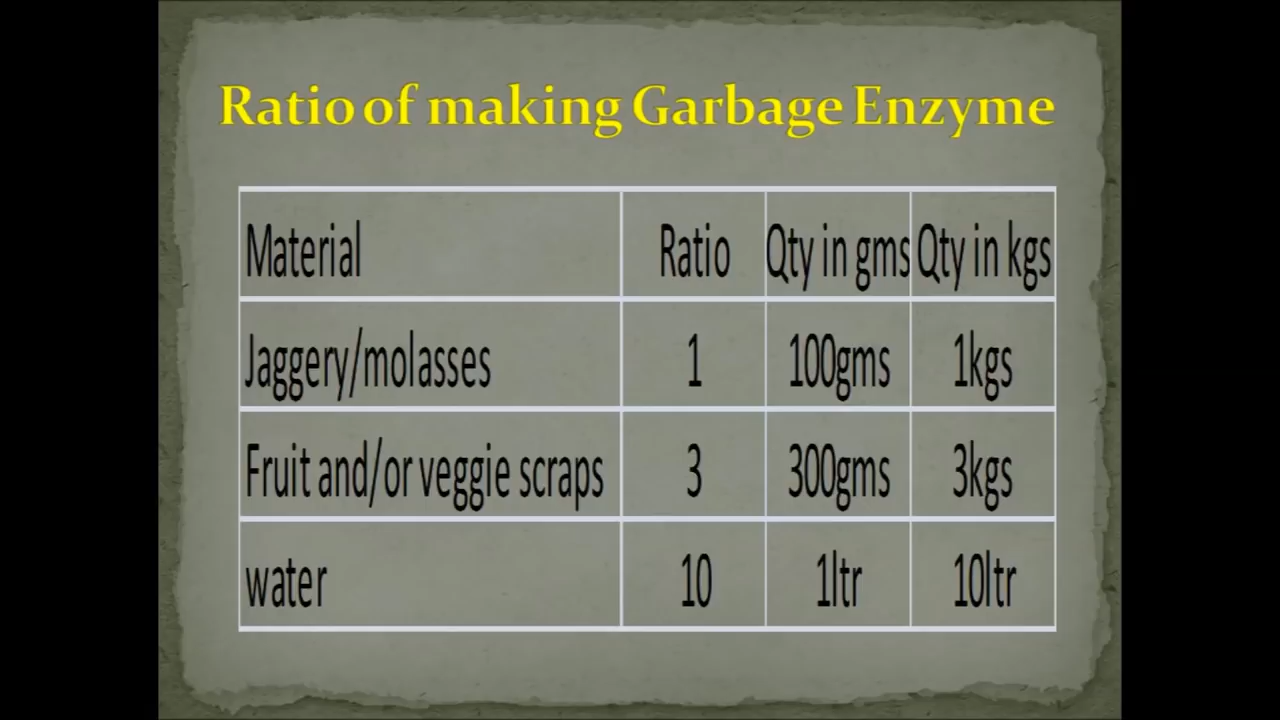 Ratio of making Garbage Enzyme
Material Ratio Qty in gms Qty in kgs
Jaggery/molasses 1 100gms 1kgs
Fruit and/or veggie scraps 3 300gms 3kgs
water 10 1ltr 10ltr